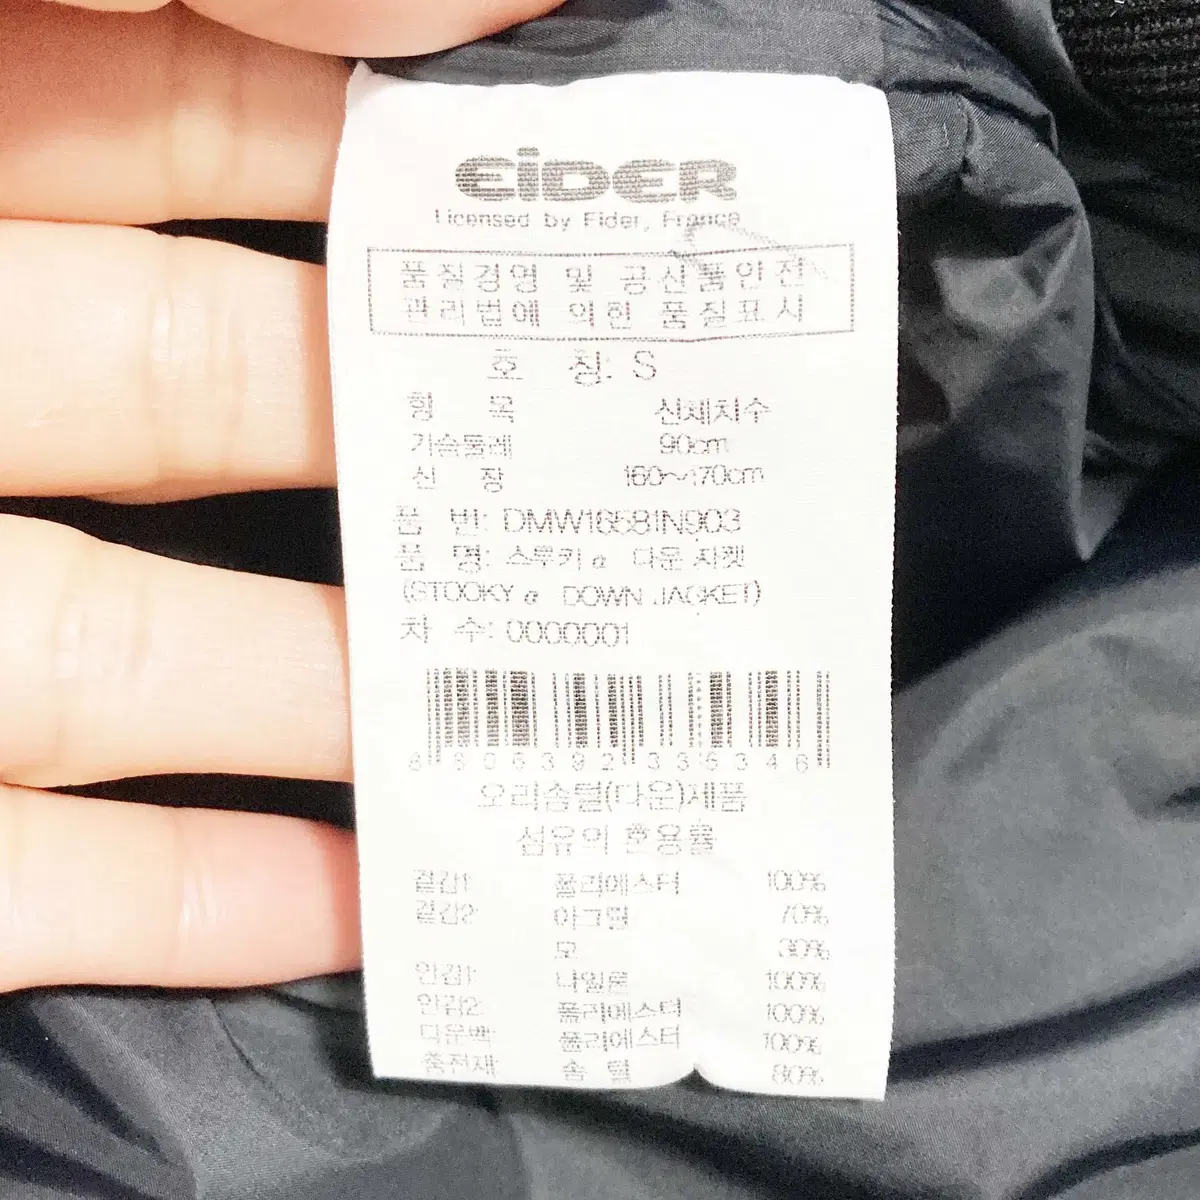 EiDER
Licensed by Eider, France
품질경명 및 공산품안전
관리법에 의한 품질표시
호 칭: S
항 목 신체치수
가슴둘레 90cm
신 장 160~170cm
품 번: DMW16581N903
품 명: 스투키 α 다운 자켓
(STOOKY α DOWN JACKET)
차 수: 0000001
8 806392 335346
오리솜털(다운)제품
섬유의 혼용률
겉감1: 폴리에스터 100%
겉감2: 아크릴 70%
모 30%
안감1: 나일론 100%
안감2: 폴리에스터 100%
다운백: 폴리에스터 100%
충전재: 솜 털 80%